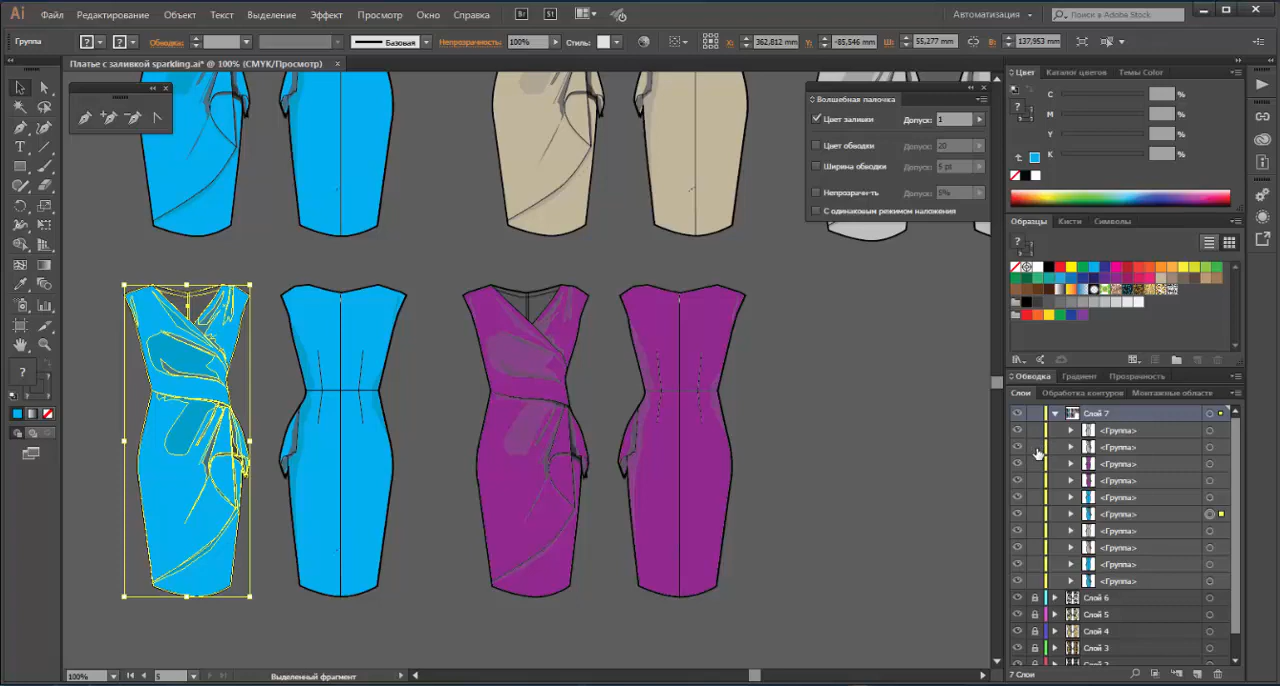 Ai Файл Редактирование Объект Текст Выделение Эффект Просмотр Окно Справка Br St Автоматизация Поиск в Adobe Stock
Группа Обводка: Базовая Непрозрачность: 100% Стиль: X: 362,812 mm Y: -85,546 mm Ш: 55,277 mm В: 137,953 mm
Платье с заливкой sparkling.ai* @ 100% (CMYK/Просмотр)
Волшебная палочка
Цвет заливки Допуск: 1
Цвет обводки Допуск: 20
Ширина обводки Допуск: 5 pt
Непрозрачн-ть Допуск: 5%
С одинаковым режимом наложения
Цвет Каталог цветов Темы Color
C %
M %
Y %
K %
Образцы Кисти Символы
Обводка Градиент Прозрачность
Слои Обработка контуров Монтажные области
Слой 7
<Группа>
<Группа>
<Группа>
<Группа>
<Группа>
<Группа>
<Группа>
<Группа>
<Группа>
<Группа>
Слой 6
Слой 5
Слой 4
Слой 3
7 Слои
100% 5 Выделенный фрагмент